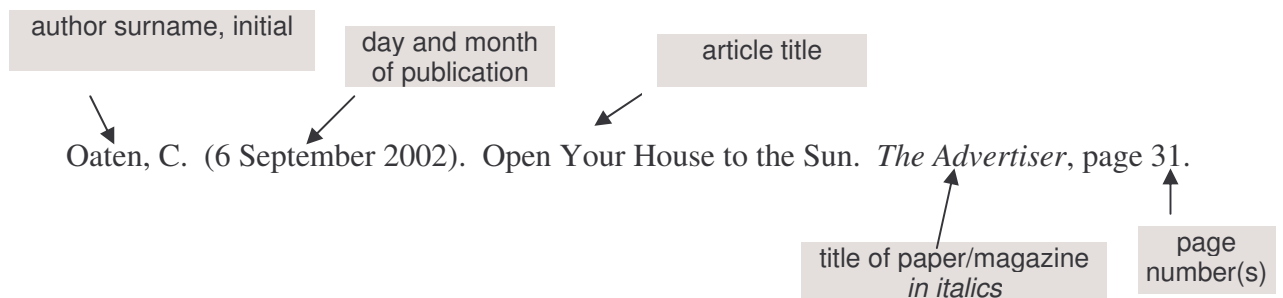 author surname, initial
day and month
of publication
article title
Oaten, C. (6 September 2002). Open Your House to the Sun. The Advertiser, page 31.
title of paper/magazine
in italics
page
number(s)